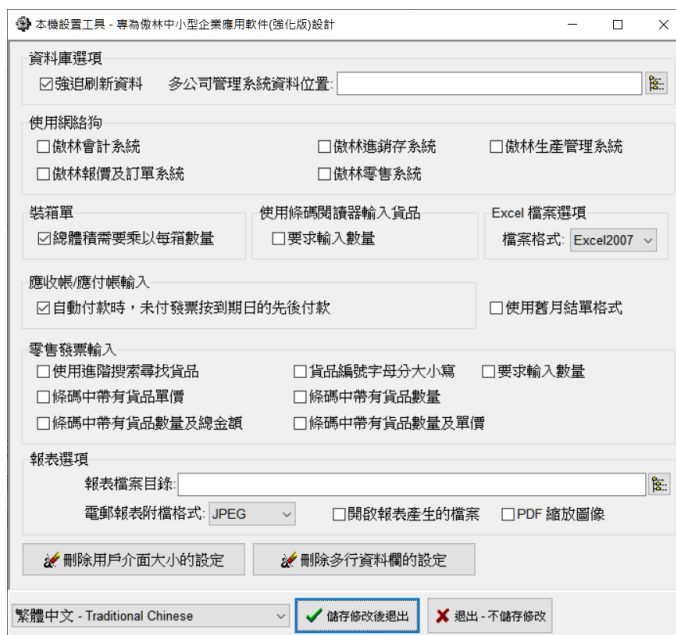 本機設置工具 - 專為傲林中小型企業應用軟件(強化版)設計
資料庫選項
強迫刷新資料 多公司管理系統資料位置:
使用網絡狗
傲林會計系統 傲林進銷存系統 傲林生產管理系統
傲林報價及訂單系統 傲林零售系統
裝箱單 使用條碼閱讀器輸入貨品 Excel 檔案選項
總體積需要乘以每箱數量 要求輸入數量 檔案格式: Excel2007
應收帳/應付帳輸入
自動付款時，未付發票按到期日的先後付款 使用舊月結單格式
零售發票輸入
使用進階搜索尋找貨品 貨品編號字母分大小寫 要求輸入數量
條碼中帶有貨品單價 條碼中帶有貨品數量
條碼中帶有貨品數量及總金額 條碼中帶有貨品數量及單價
報表選項
報表檔案目錄:
電郵報表附檔格式: JPEG 開啟報表產生的檔案 PDF 縮放圖像
刪除用戶介面大小的設定 刪除多行資料欄的設定
繁體中文 - Traditional Chinese 儲存修改後退出 退出 - 不儲存修改